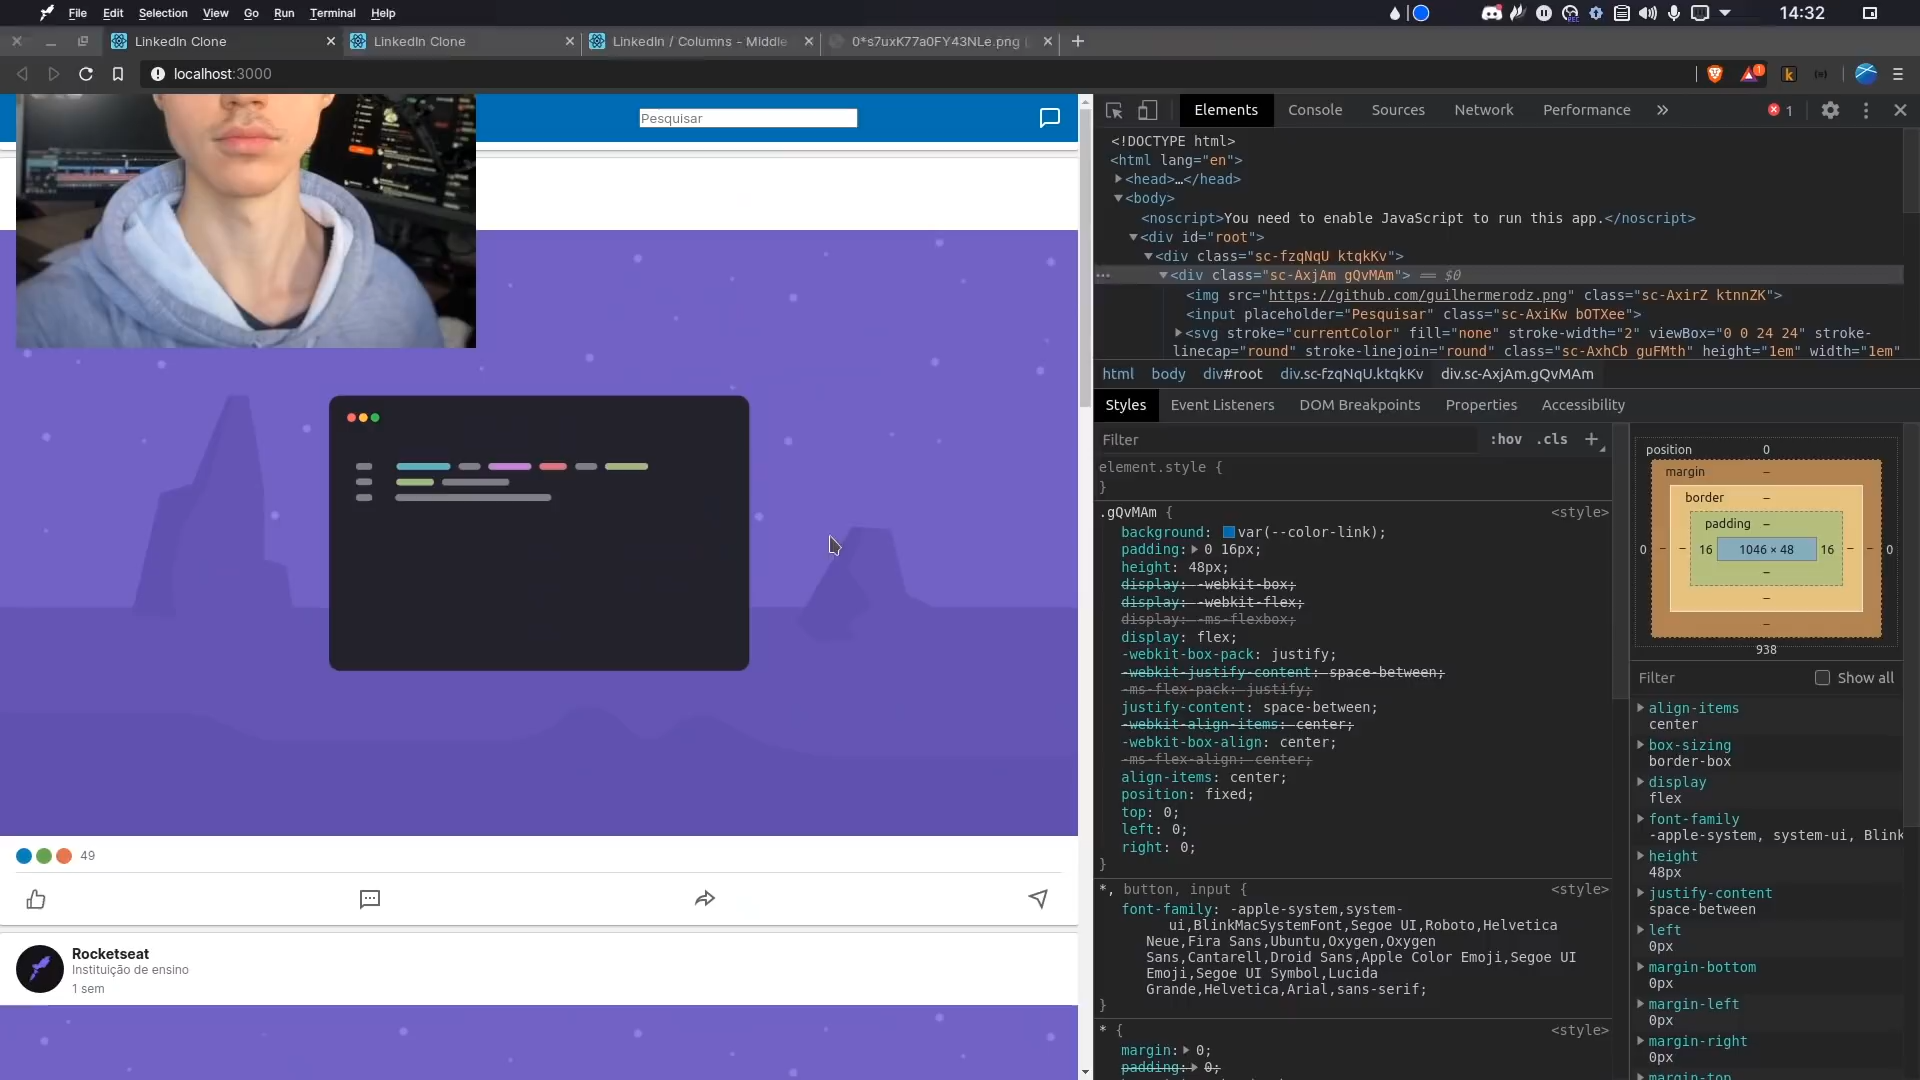 File Edit Selection View Go Run Terminal Help
14:32
LinkedIn Clone
LinkedIn Clone
LinkedIn / Columns - Middle
0*s7uxK77a0FY43NLe.png
localhost:3000
1
k
Pesquisar
49
Rocketseat
Instituição de ensino
1 sem
Elements Console Sources Network Performance » 1
<!DOCTYPE html>
<html lang="en">
<head>…</head>
<body>
<noscript>You need to enable JavaScript to run this app.</noscript>
<div id="root">
<div class="sc-fzqNqU ktqkKv">
<div class="sc-AxjAm gQvMAm"> == $0
<img src="https://github.com/guilhermerodz.png" class="sc-AxirZ ktnnZK">
<input placeholder="Pesquisar" class="sc-AxiKw bOTXee">
<svg stroke="currentColor" fill="none" stroke-width="2" viewBox="0 0 24 24" stroke-
linecap="round" stroke-linejoin="round" class="sc-AxhCb guFMth" height="1em" width="1em"
html body div#root div.sc-fzqNqU.ktqkKv div.sc-AxjAm.gQvMAm
Styles Event Listeners DOM Breakpoints Properties Accessibility
Filter :hov .cls +
element.style {
}
.gQvMAm { <style>
background: var(--color-link);
padding: 0 16px;
height: 48px;
display: -webkit-box;
display: -webkit-flex;
display: -ms-flexbox;
display: flex;
-webkit-box-pack: justify;
-webkit-justify-content: space-between;
-ms-flex-pack: justify;
justify-content: space-between;
-webkit-align-items: center;
-webkit-box-align: center;
-ms-flex-align: center;
align-items: center;
position: fixed;
top: 0;
left: 0;
right: 0;
}
*, button, input { <style>
font-family: -apple-system,system-
ui,BlinkMacSystemFont,Segoe UI,Roboto,Helvetica
Neue,Fira Sans,Ubuntu,Oxygen,Oxygen
Sans,Cantarell,Droid Sans,Apple Color Emoji,Segoe UI
Emoji,Segoe UI Symbol,Lucida
Grande,Helvetica,Arial,sans-serif;
}
* { <style>
margin: 0;
padding: 0;
position 0
margin –
border –
padding –
0 – – 16 1046 × 48 16 – – 0
–
–
–
938
Filter Show all
align-items
center
box-sizing
border-box
display
flex
font-family
-apple-system, system-ui, Blink
height
48px
justify-content
space-between
left
0px
margin-bottom
0px
margin-left
0px
margin-right
0px
margin-top